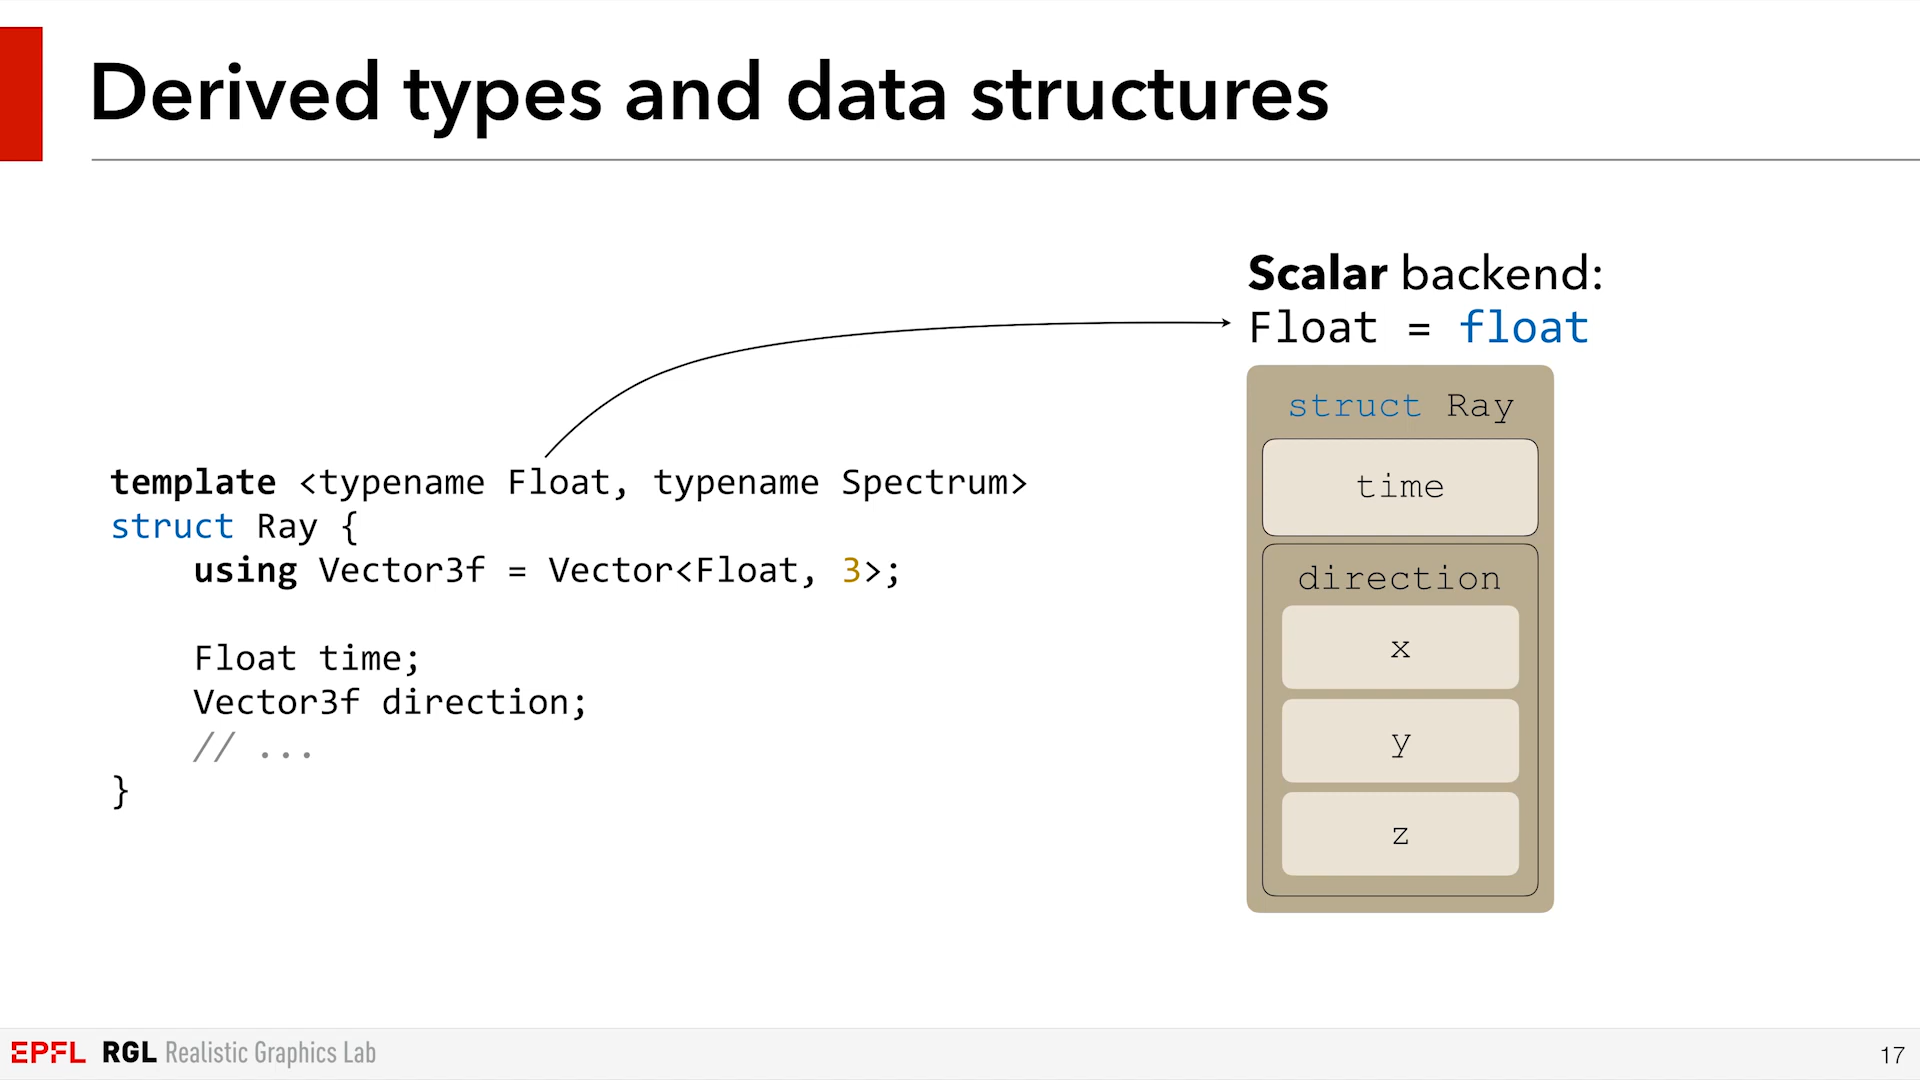 Derived types and data structures
template <typename Float, typename Spectrum>
struct Ray {
    using Vector3f = Vector<Float, 3>;
    Float time;
    Vector3f direction;
    // ...
}
Scalar backend:
Float = float
struct Ray
time
direction
x
y
z
EPFL RGL Realistic Graphics Lab
17